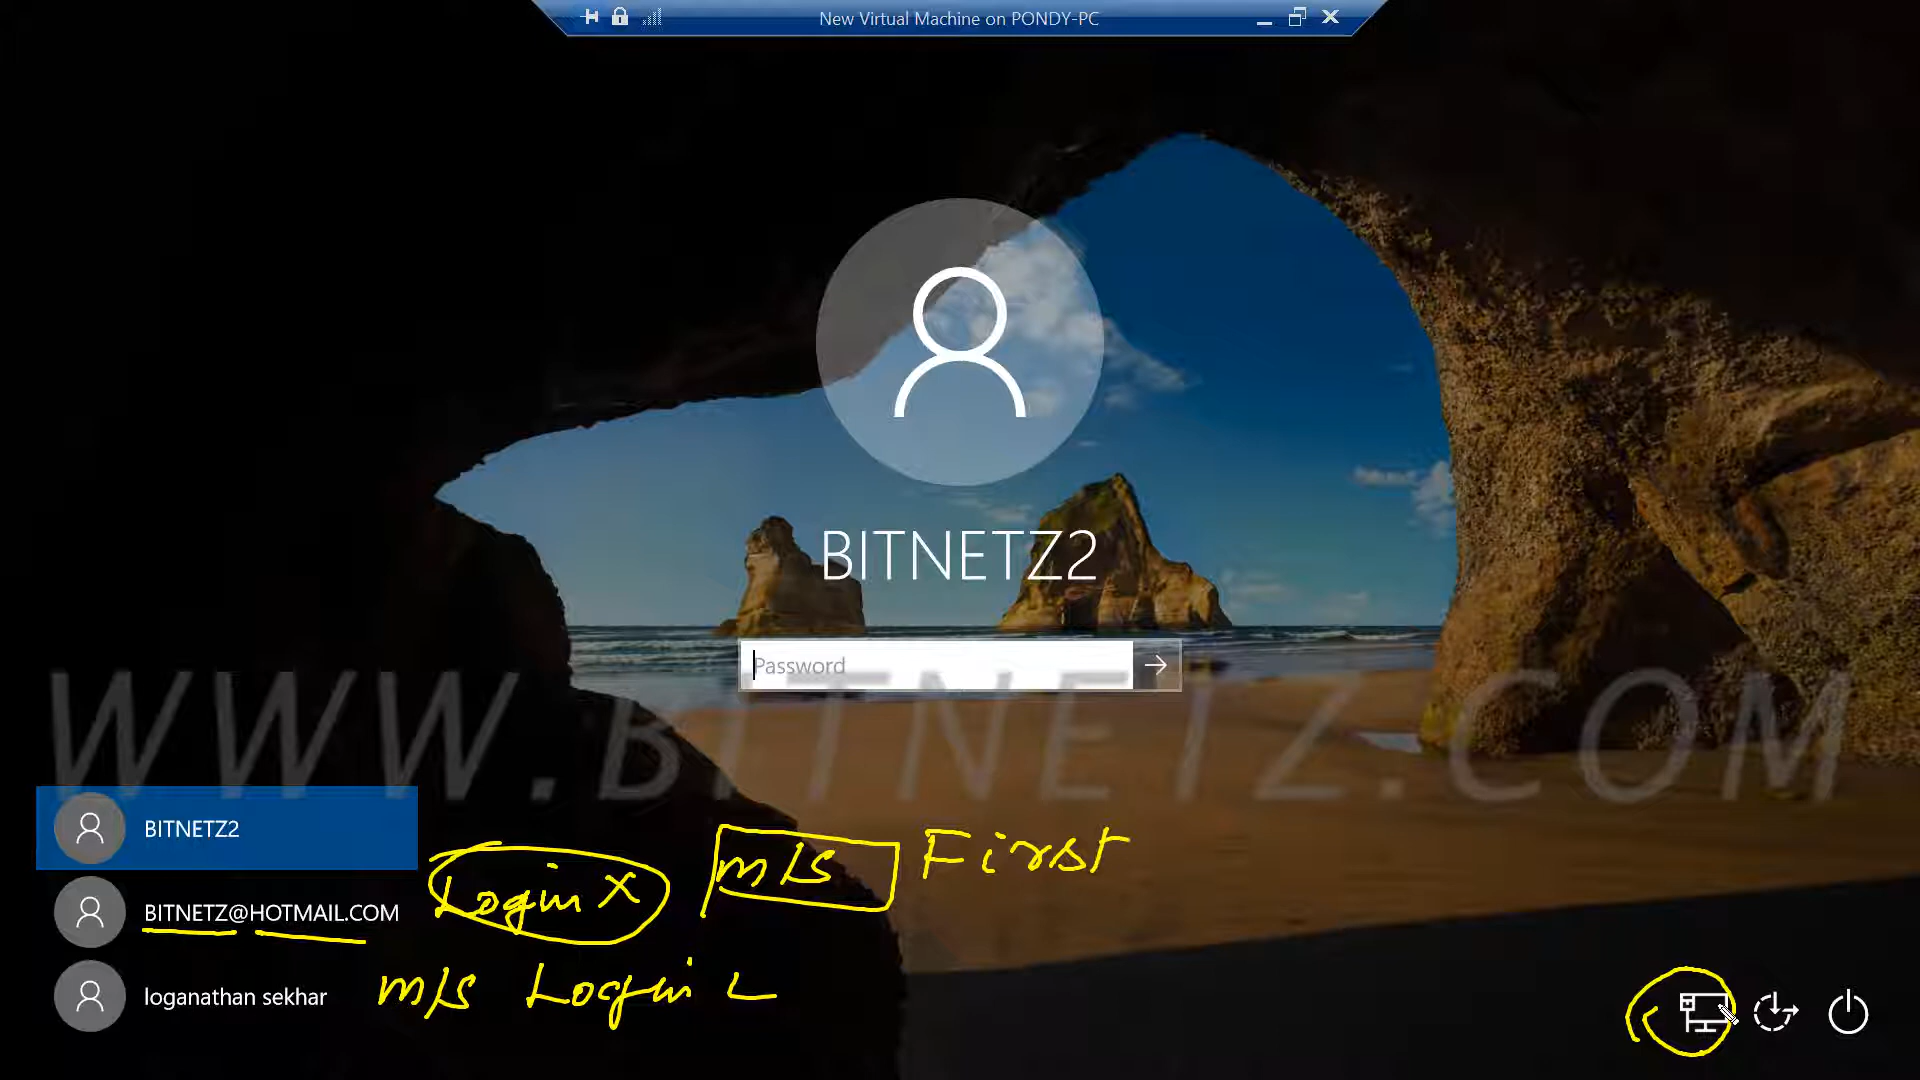 New Virtual Machine on PONDY-PC
BITNETZ2
Password
WWW.BITNETZ.COM
BITNETZ2
BITNETZ@HOTMAIL.COM
Login X m/s First
loganathan sekhar
m/s Login